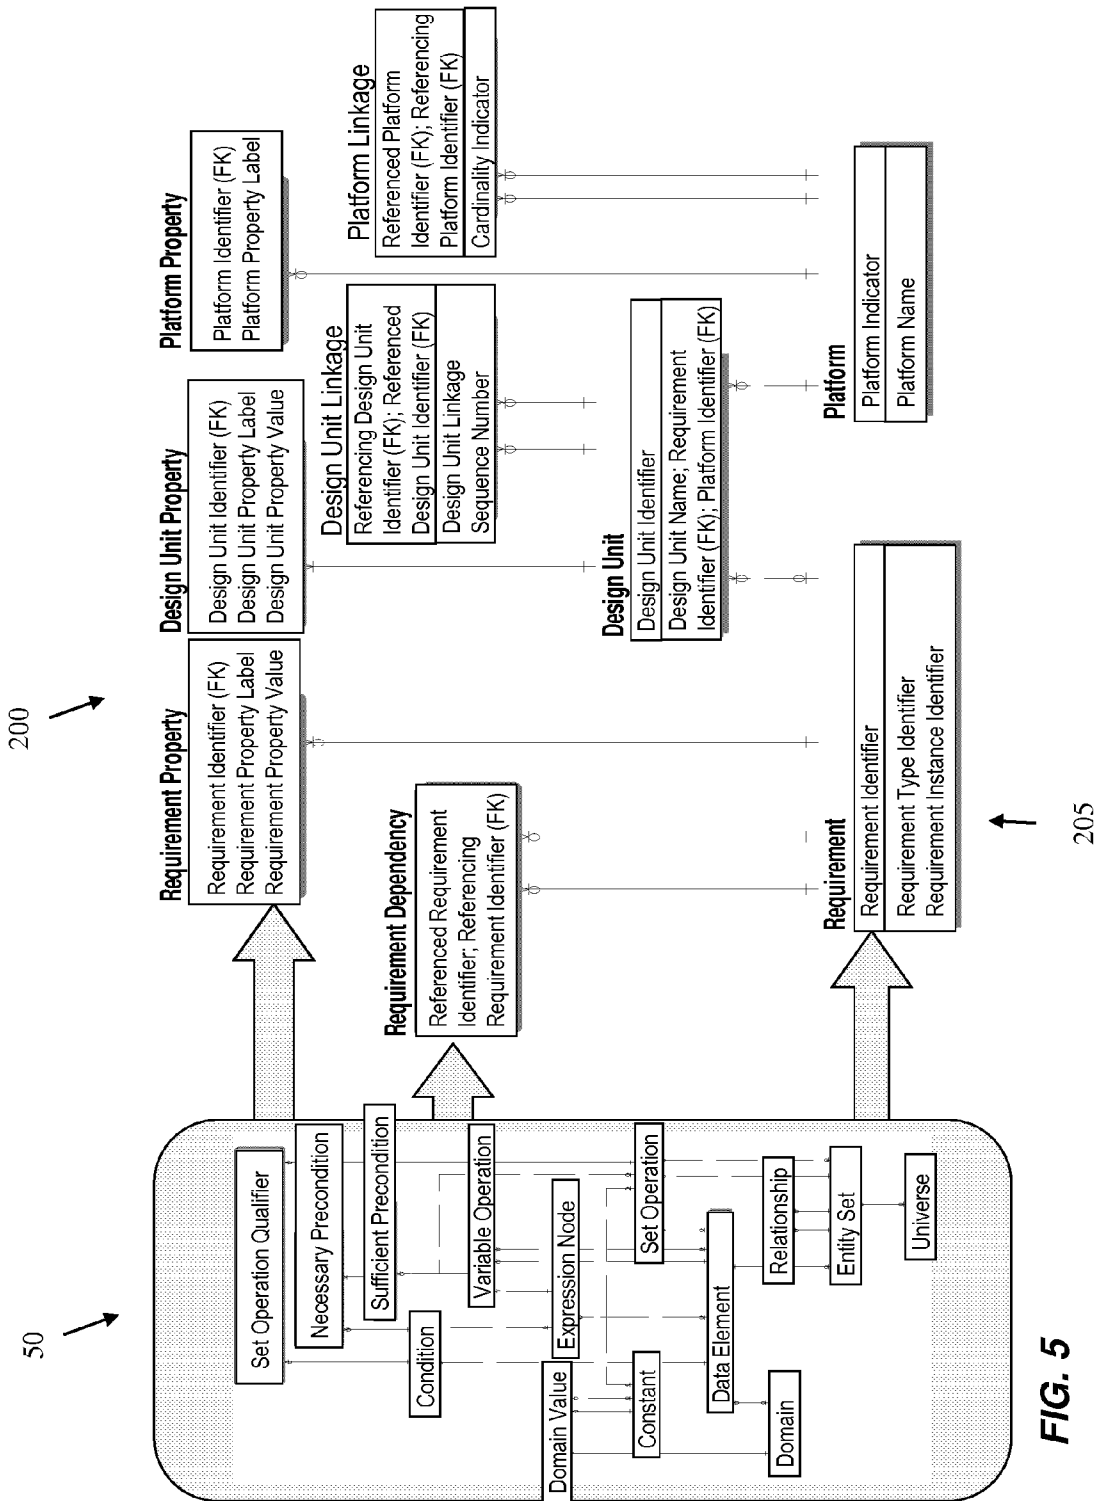 50
Set Operation Qualifier
Necessary Precondition
Sufficient Precondition
Condition
Variable Operation
Expression Node
Domain Value
Set Operation
Constant
Data Element
Relationship
Domain
Entity Set
Universe
200
Requirement Property
Requirement Identifier (FK)
Requirement Property Label
Requirement Property Value
Design Unit Property
Design Unit Identifier (FK)
Design Unit Property Label
Design Unit Property Value
Platform Property
Platform Identifier (FK)
Platform Property Label
Design Unit Linkage
Referencing Design Unit
Identifier (FK); Referenced
Design Unit Identifier (FK)
Design Unit Linkage
Sequence Number
Platform Linkage
Referenced Platform
Identifier (FK); Referencing
Platform Identifier (FK)
Cardinality Indicator
Requirement Dependency
Referenced Requirement
Identifier; Referencing
Requirement Identifier (FK)
Design Unit
Design Unit Identifier
Design Unit Name; Requirement
Identifier (FK); Platform Identifier (FK)
Requirement
Requirement Identifier
Requirement Type Identifier
Requirement Instance Identifier
Platform
Platform Indicator
Platform Name
205
FIG. 5